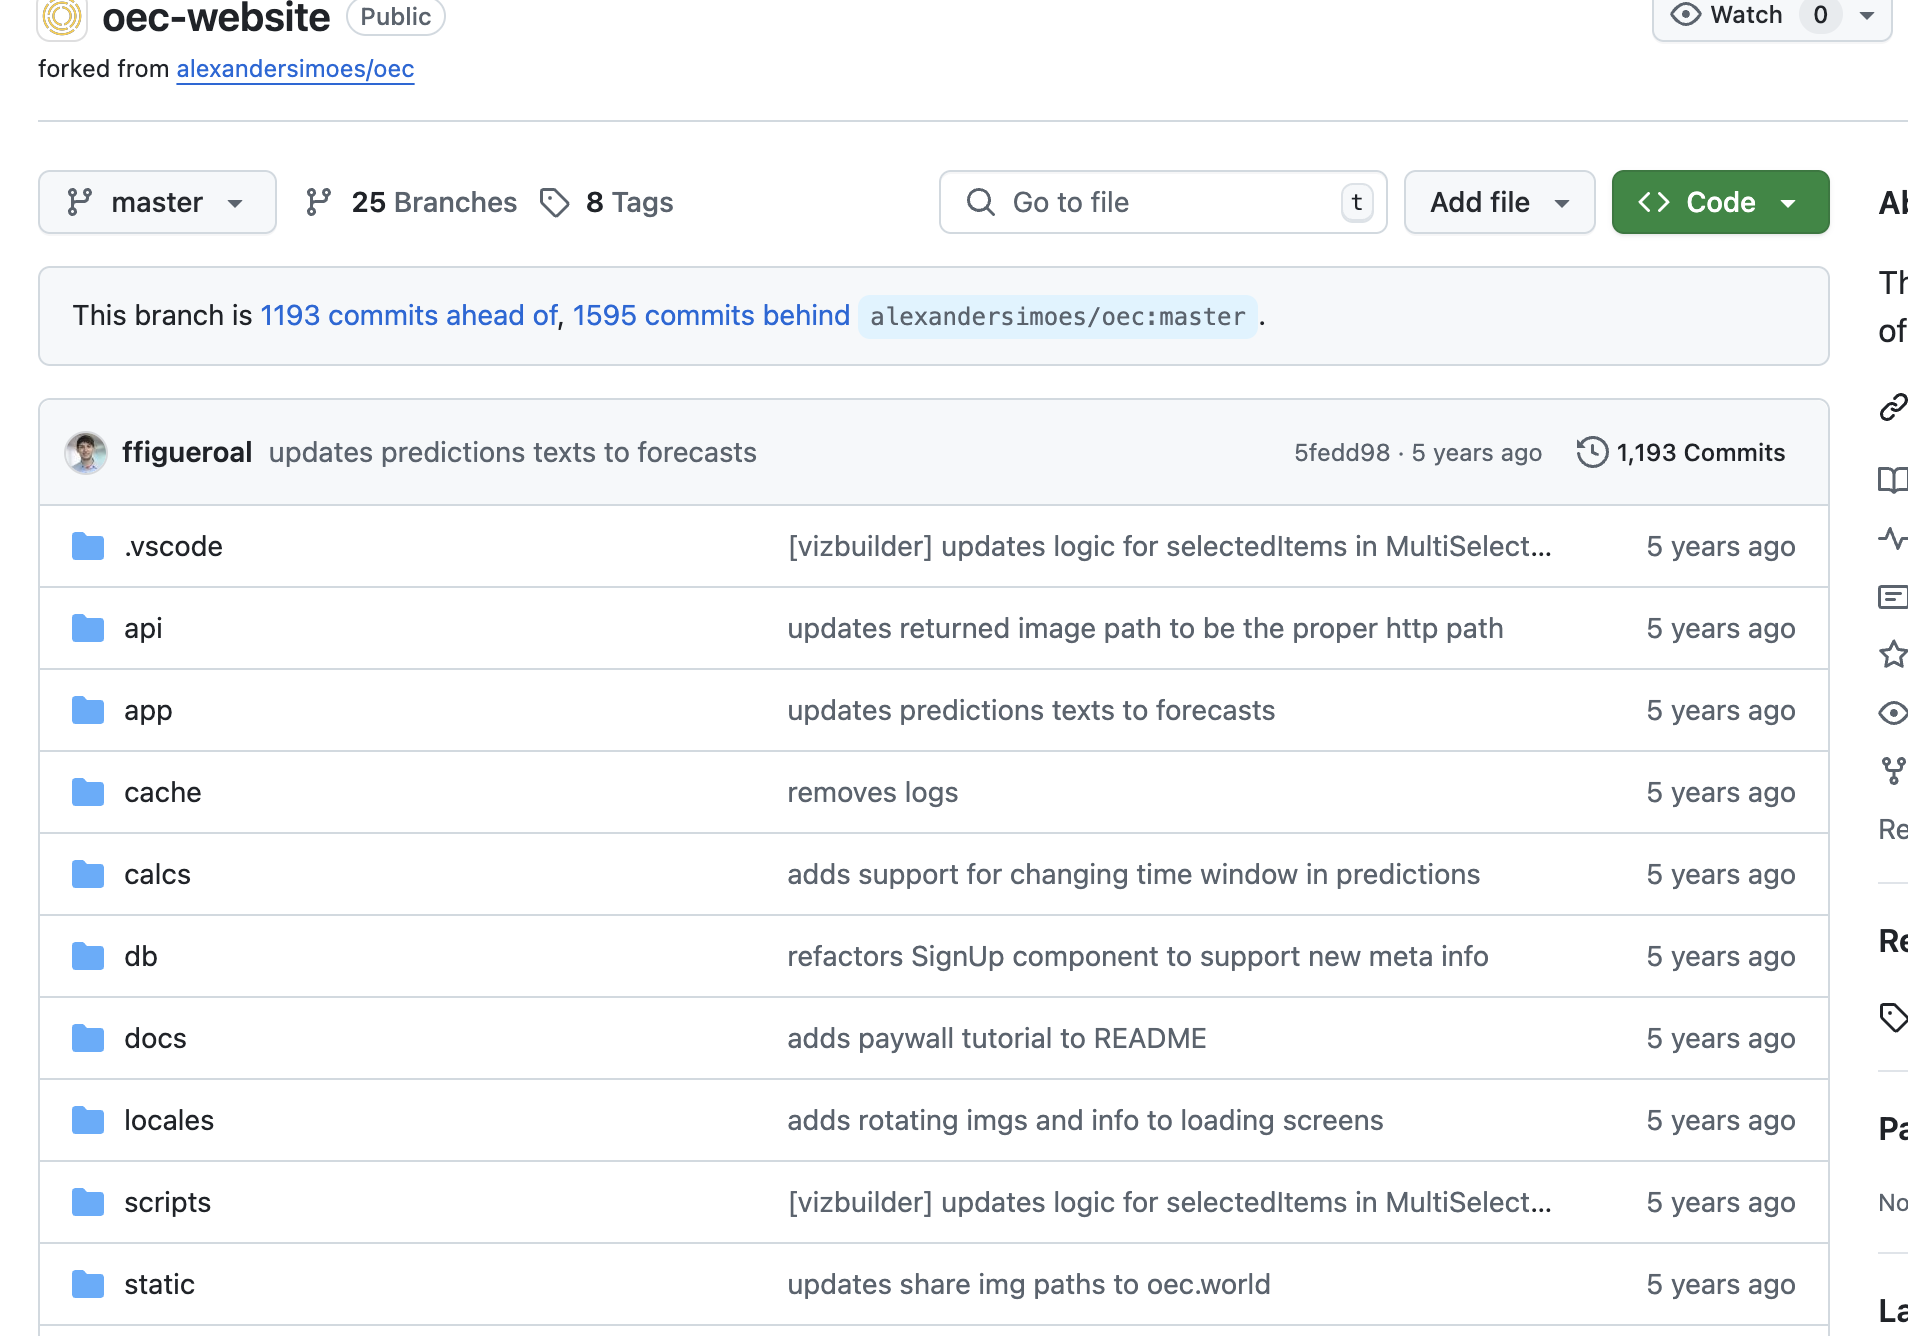 oec-website Public Watch 0
forked from alexandersimoes/oec
master 25 Branches 8 Tags Go to file t Add file Code
This branch is 1193 commits ahead of, 1595 commits behind alexandersimoes/oec:master .
ffigueroal updates predictions texts to forecasts 5fedd98 · 5 years ago 1,193 Commits
.vscode [vizbuilder] updates logic for selectedItems in MultiSelect... 5 years ago
api updates returned image path to be the proper http path 5 years ago
app updates predictions texts to forecasts 5 years ago
cache removes logs 5 years ago
calcs adds support for changing time window in predictions 5 years ago
db refactors SignUp component to support new meta info 5 years ago
docs adds paywall tutorial to README 5 years ago
locales adds rotating imgs and info to loading screens 5 years ago
scripts [vizbuilder] updates logic for selectedItems in MultiSelect... 5 years ago
static updates share img paths to oec.world 5 years ago
of